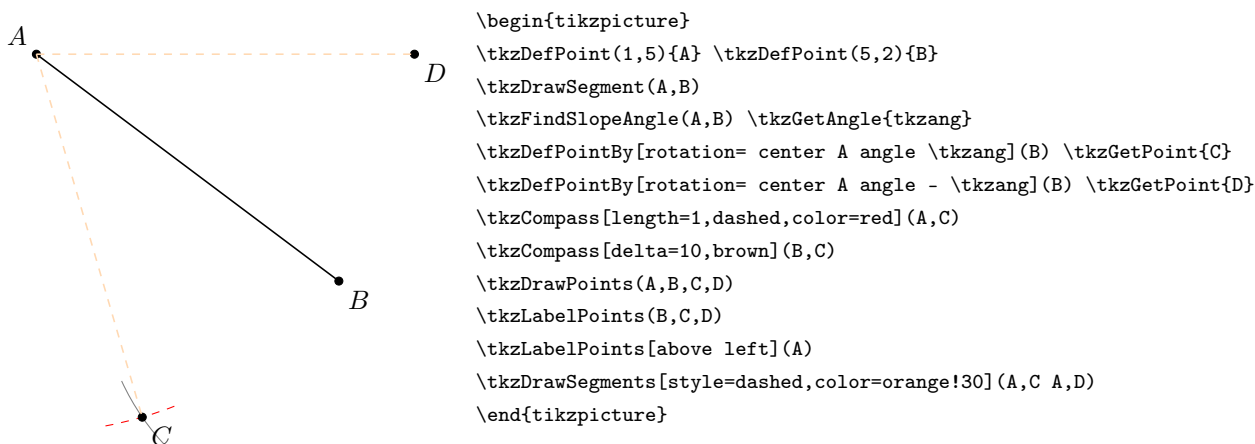 A
D
B
C
\begin{tikzpicture}
\tkzDefPoint(1,5){A} \tkzDefPoint(5,2){B}
\tkzDrawSegment(A,B)
\tkzFindSlopeAngle(A,B) \tkzGetAngle{tkzang}
\tkzDefPointBy[rotation= center A angle \tkzang](B) \tkzGetPoint{C}
\tkzDefPointBy[rotation= center A angle - \tkzang](B) \tkzGetPoint{D}
\tkzCompass[length=1,dashed,color=red](A,C)
\tkzCompass[delta=10,brown](B,C)
\tkzDrawPoints(A,B,C,D)
\tkzLabelPoints(B,C,D)
\tkzLabelPoints[above left](A)
\tkzDrawSegments[style=dashed,color=orange!30](A,C A,D)
\end{tikzpicture}